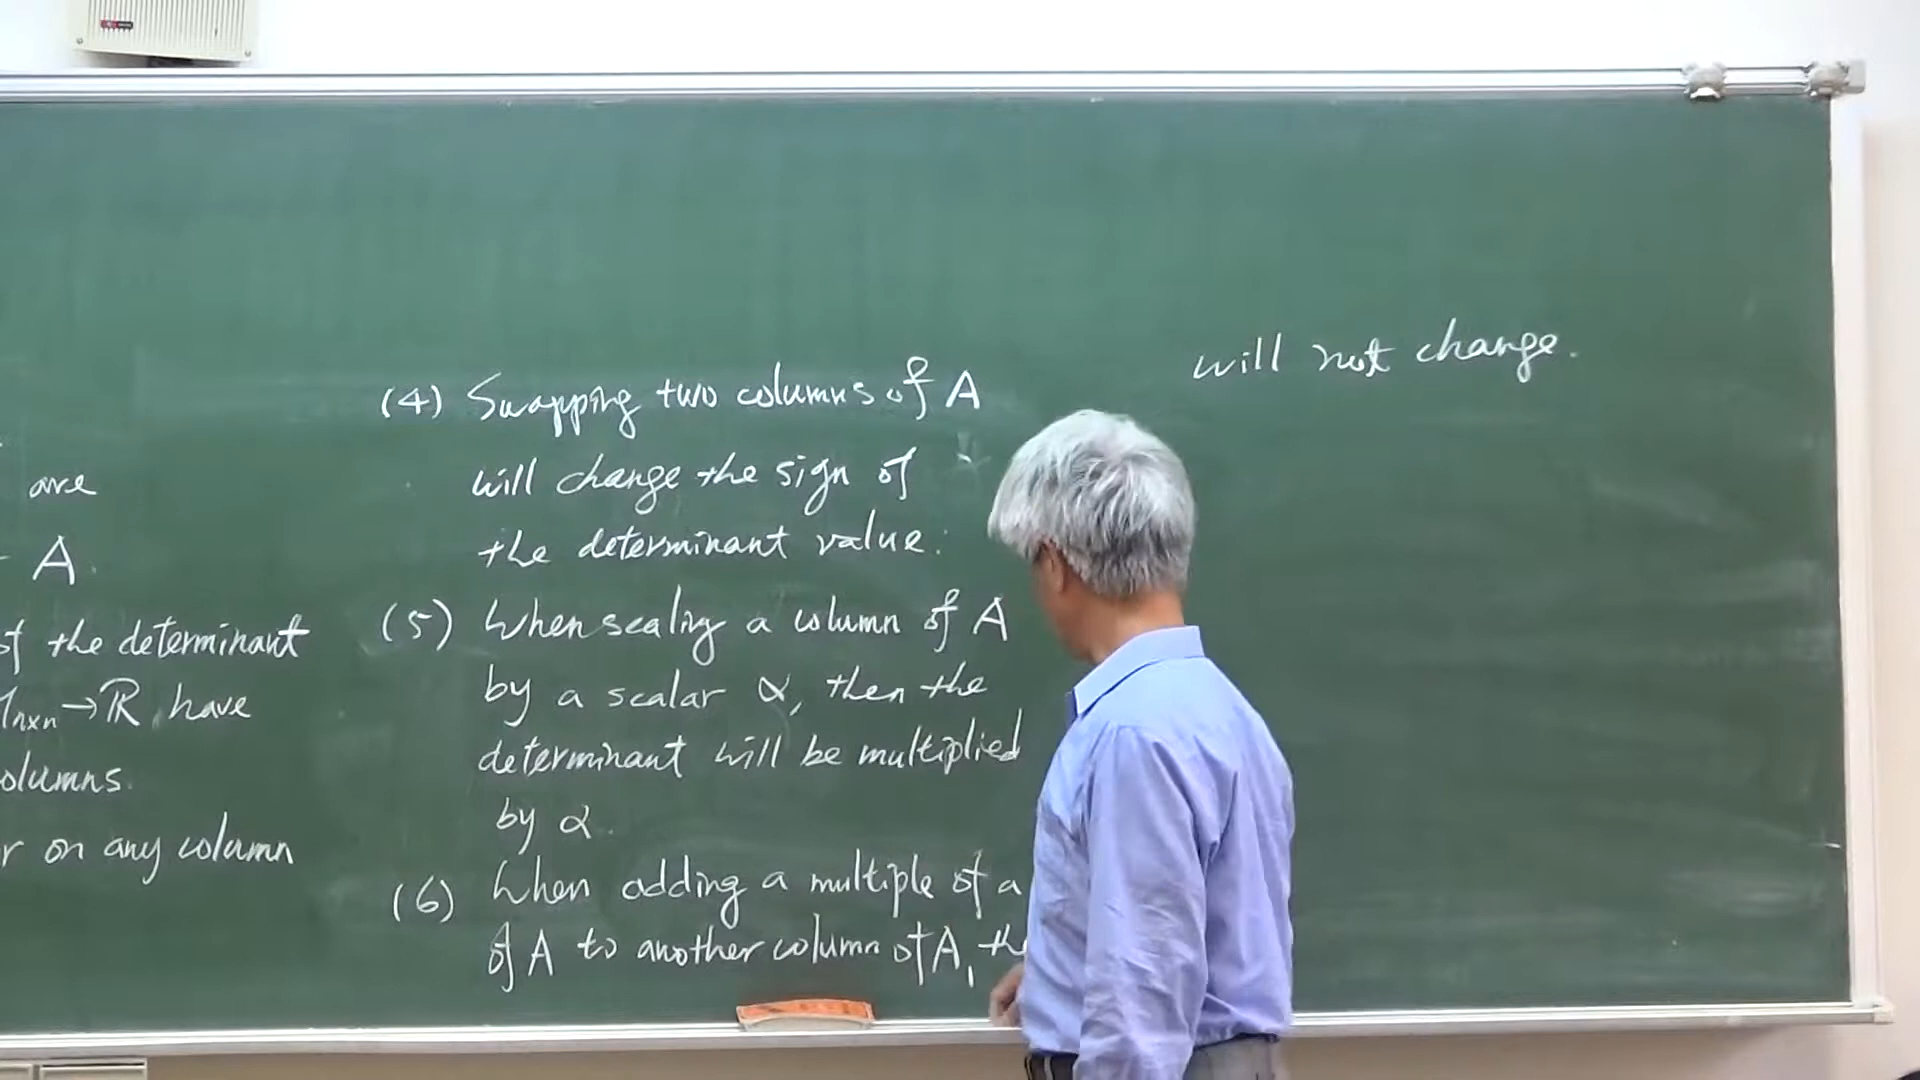 are
A.
of the determinant
→ ℝ have
columns.
r on any column
(4) Swapping two columns of A
will change the sign of
the determinant value.
(5) When scaling a column of A
by a scalar α, then the
determinant will be multiplied
by α.
(6) When adding a multiple of a
of A to another column of A, th
will not change.